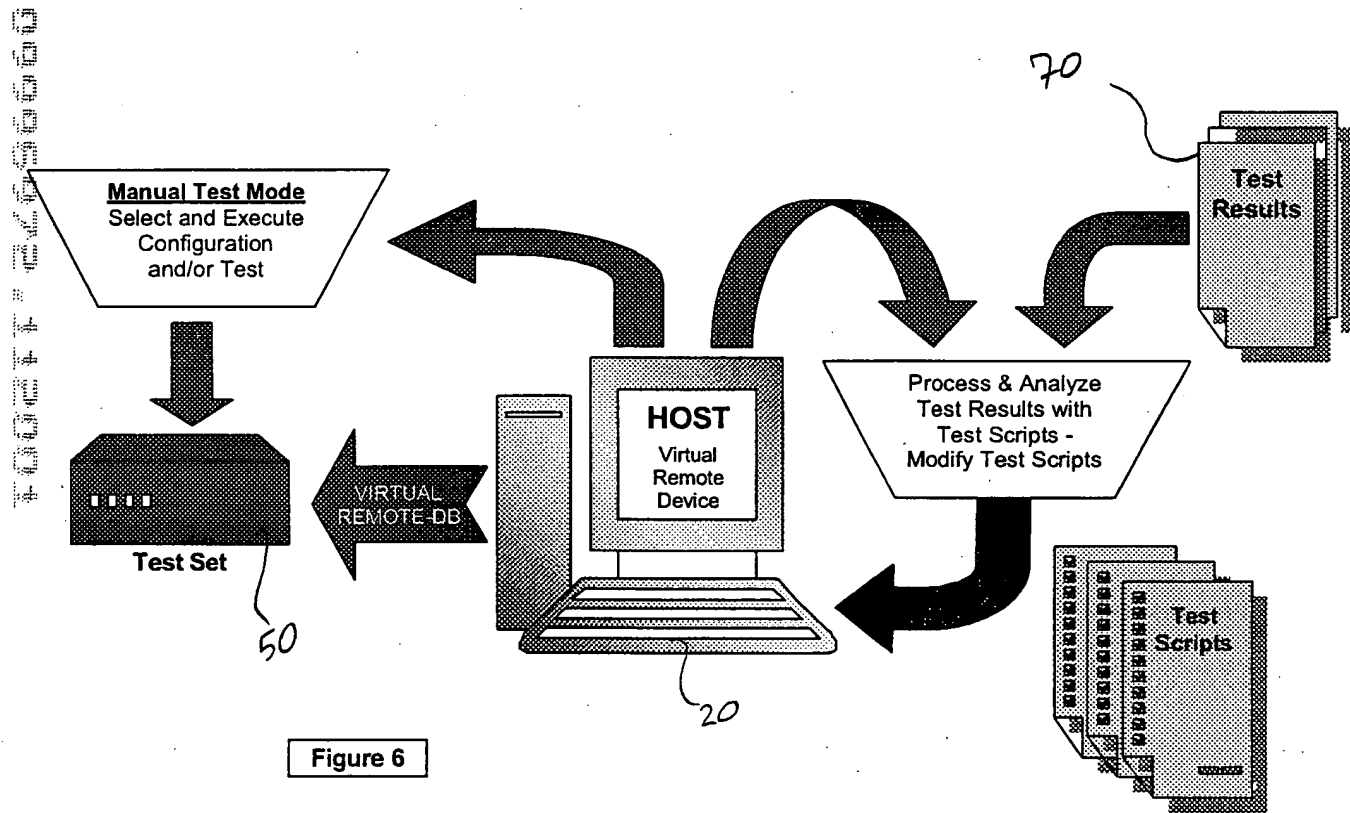 70
Test
Results
Manual Test Mode
Select and Execute
Configuration
and/or Test
HOST
Virtual
Remote
Device
Process & Analyze
Test Results with
Test Scripts -
Modify Test Scripts
VIRTUAL
REMOTE-DB
Test Set
50
20
Test
Scripts
Figure 6